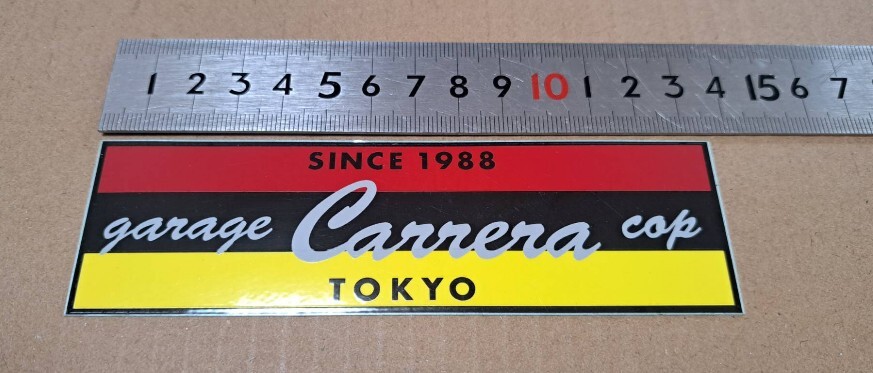 1 2 3 4 5 6 7 8 9 10 1 2 3 4 15 6 7
SINCE 1988
garage Carrera cop
TOKYO